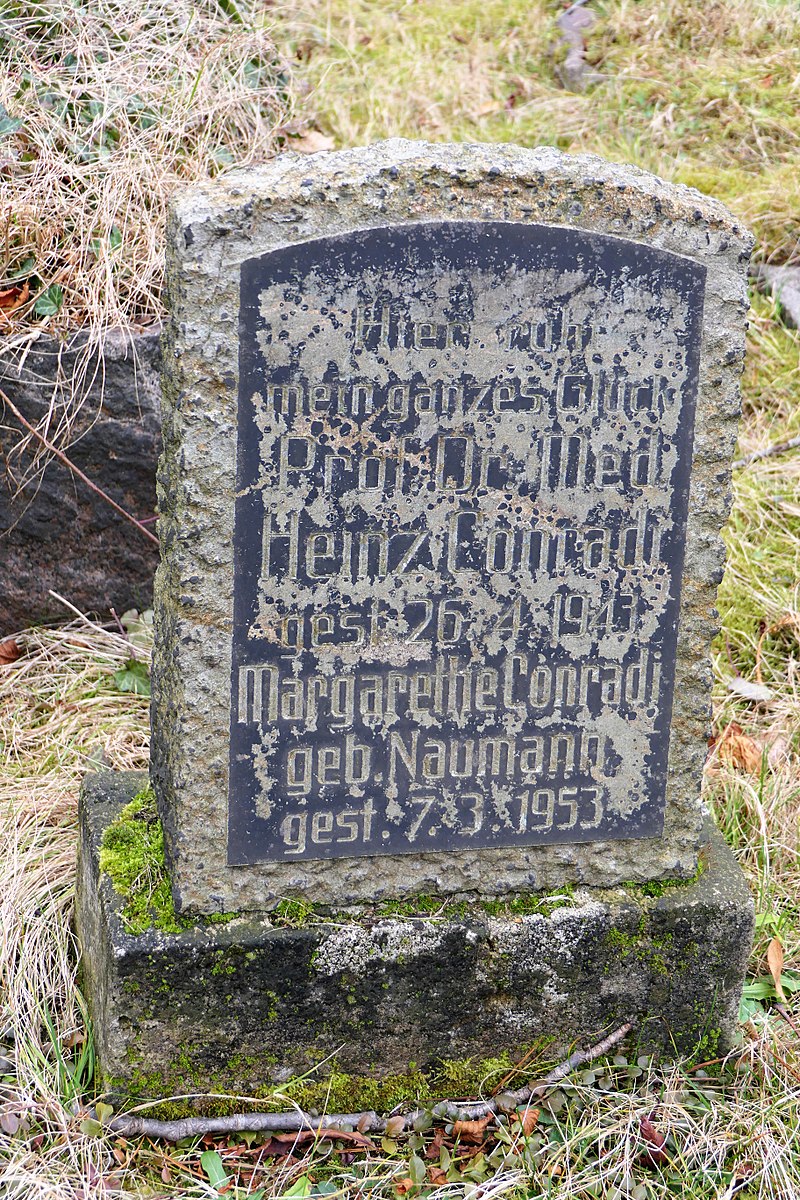 Hier ruht
mein ganzes Glück
Prof. Dr. Med.
Heinz Conradi
gest. 26.4.1943
Margarethe Conradi
geb. Naumann
gest. 7.3.1953